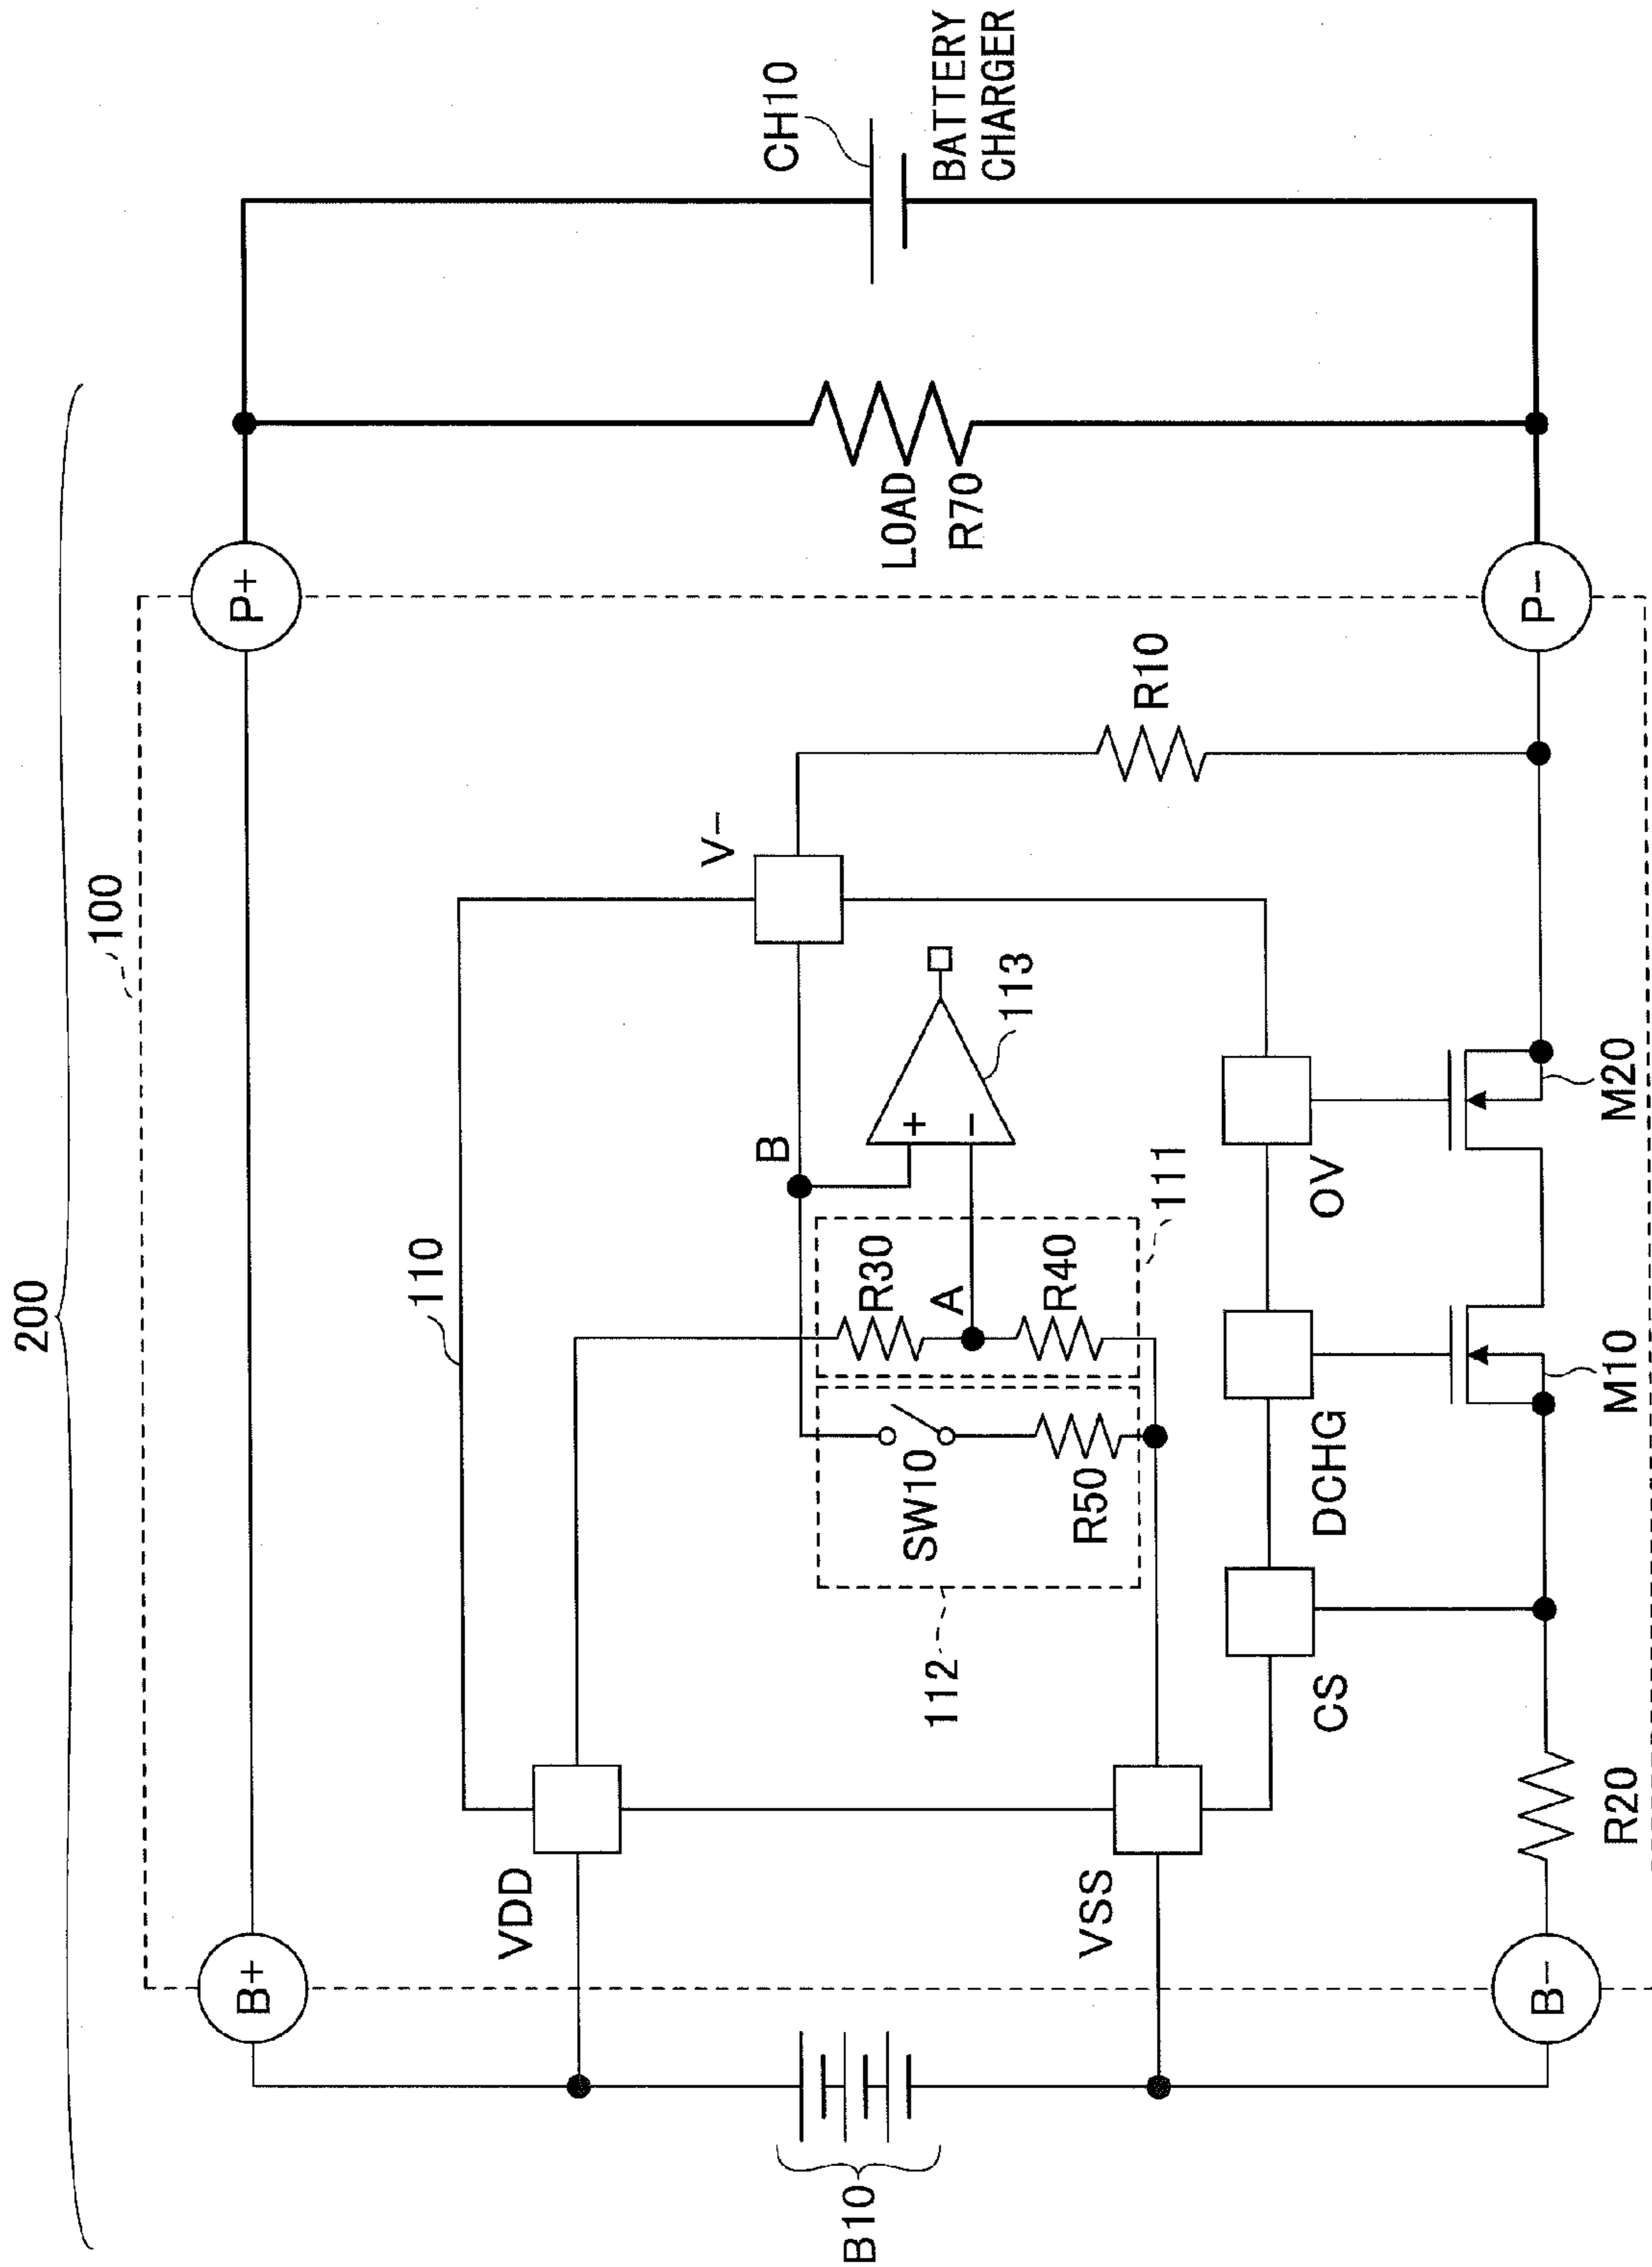 200
100
B+
P+
110
VDD
V−
B
R30
A
R40
+
−
113
SW10
R50
112
111
R10
LOAD
R70
CH10
BATTERY
CHARGER
B10
VSS
CS
DCHG
OV
B−
R20
M10
M20
P−